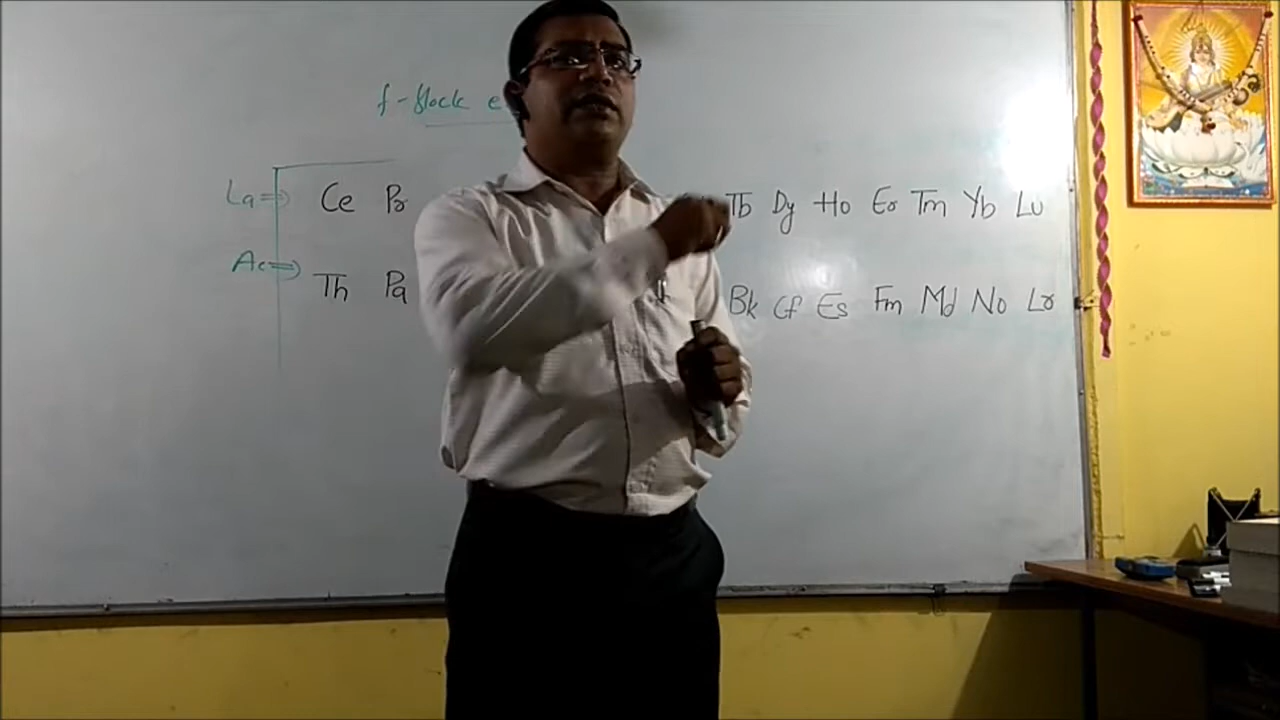 f-Block e
La⇒ Ce Pr Tb Dy Ho Er Tm Yb Lu
Ac⇒ Th Pa Bk Cf Es Fm Md No Lr